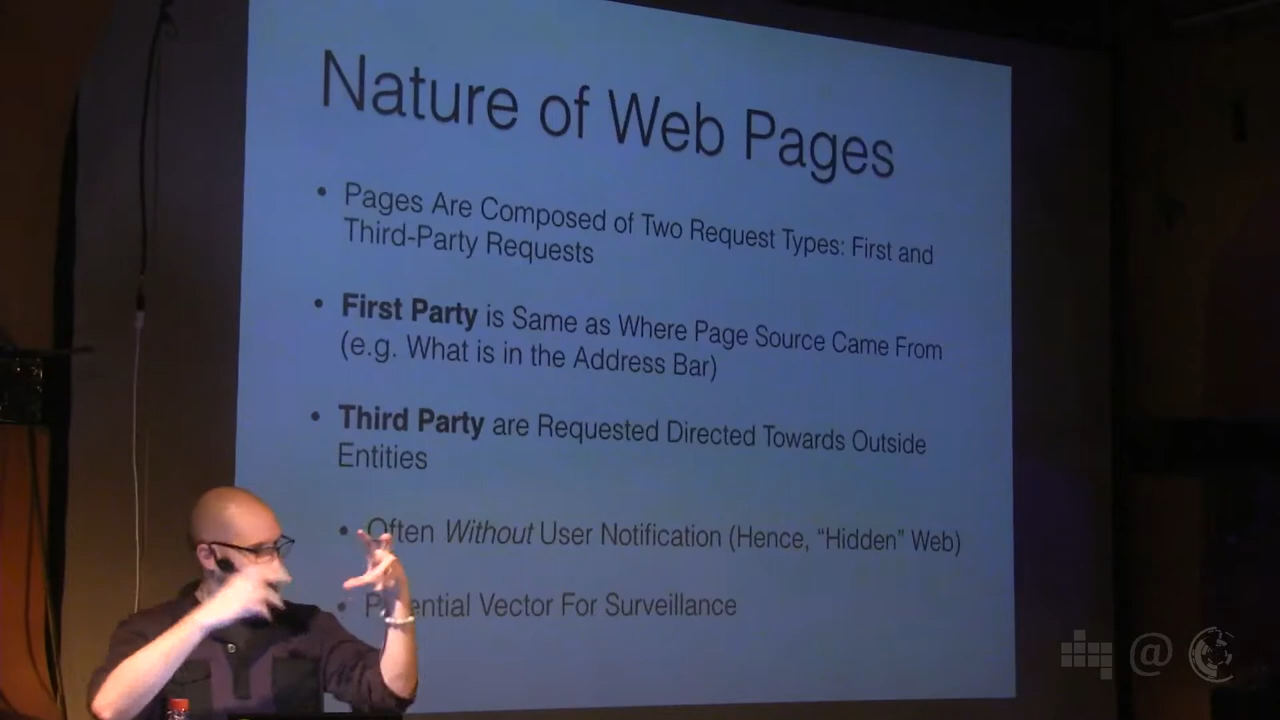 Nature of Web Pages
• Pages Are Composed of Two Request Types: First and
Third-Party Requests
• First Party is Same as Where Page Source Came From
(e.g. What is in the Address Bar)
• Third Party are Requested Directed Towards Outside
Entities
• Often Without User Notification (Hence, “Hidden” Web)
• Potential Vector For Surveillance
@